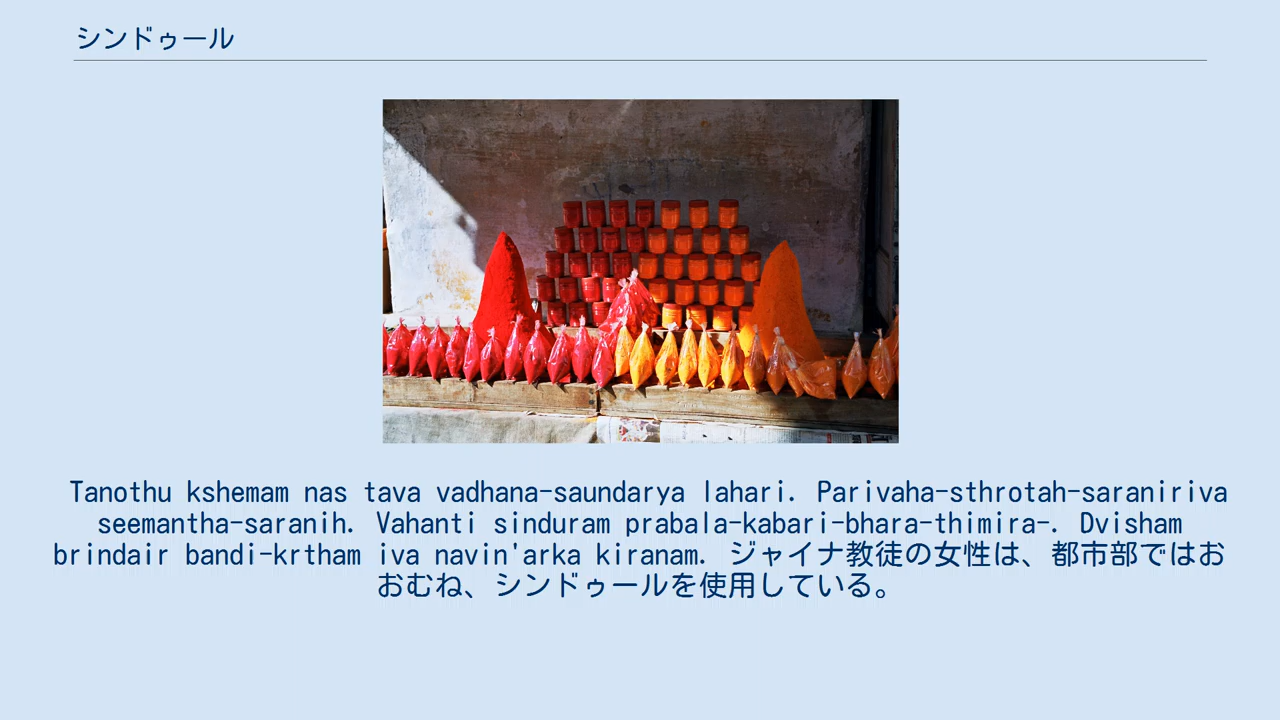 シンドゥール
Tanothu kshemam nas tava vadhana-saundarya lahari. Parivaha-sthrotah-saraniriva
seemantha-saranih. Vahanti sinduram prabala-kabari-bhara-thimira-. Dvisham
brindair bandi-krtham iva navin'arka kiranam. ジャイナ教徒の女性は、都市部ではお
おむね、シンドゥールを使用している。